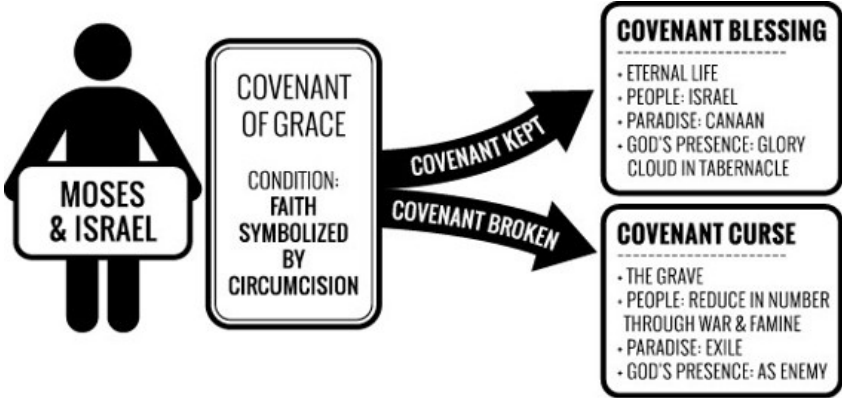 MOSES
& ISRAEL
COVENANT
OF GRACE
CONDITION:
FAITH
SYMBOLIZED
BY
CIRCUMCISION
COVENANT KEPT
COVENANT BROKEN
COVENANT BLESSING
• ETERNAL LIFE
• PEOPLE: ISRAEL
• PARADISE: CANAAN
• GOD'S PRESENCE: GLORY
CLOUD IN TABERNACLE
COVENANT CURSE
• THE GRAVE
• PEOPLE: REDUCE IN NUMBER
THROUGH WAR & FAMINE
• PARADISE: EXILE
• GOD'S PRESENCE: AS ENEMY